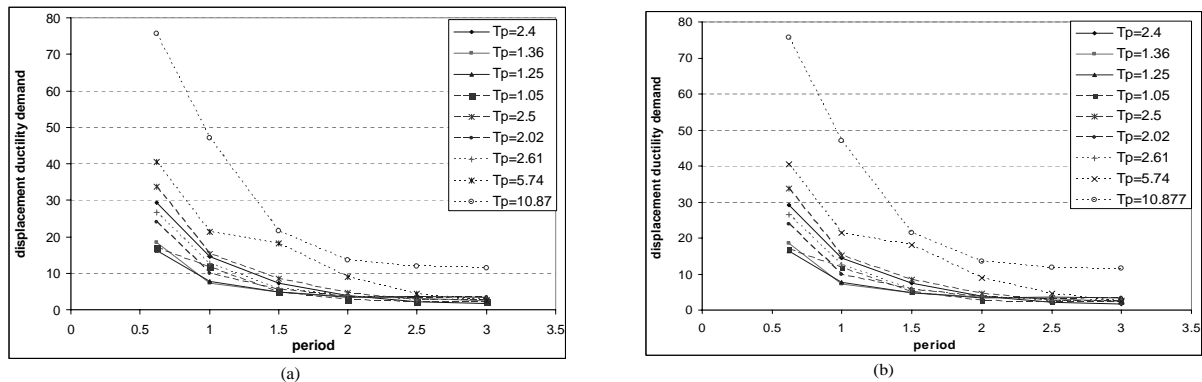 displacement ductility demand
80
70
60
50
40
30
20
10
0
0
0.5
1
1.5
2
2.5
3
3.5
period
Tp=2.4
Tp=1.36
Tp=1.25
Tp=1.05
Tp=2.5
Tp=2.02
Tp=2.61
Tp=5.74
Tp=10.87
(a)
displacement ductility demand
80
70
60
50
40
30
20
10
0
0
0.5
1
1.5
2
2.5
3
3.5
period
Tp=2.4
Tp=1.36
Tp=1.25
Tp=1.05
Tp=2.5
Tp=2.02
Tp=2.61
Tp=5.74
Tp=10.877
(b)